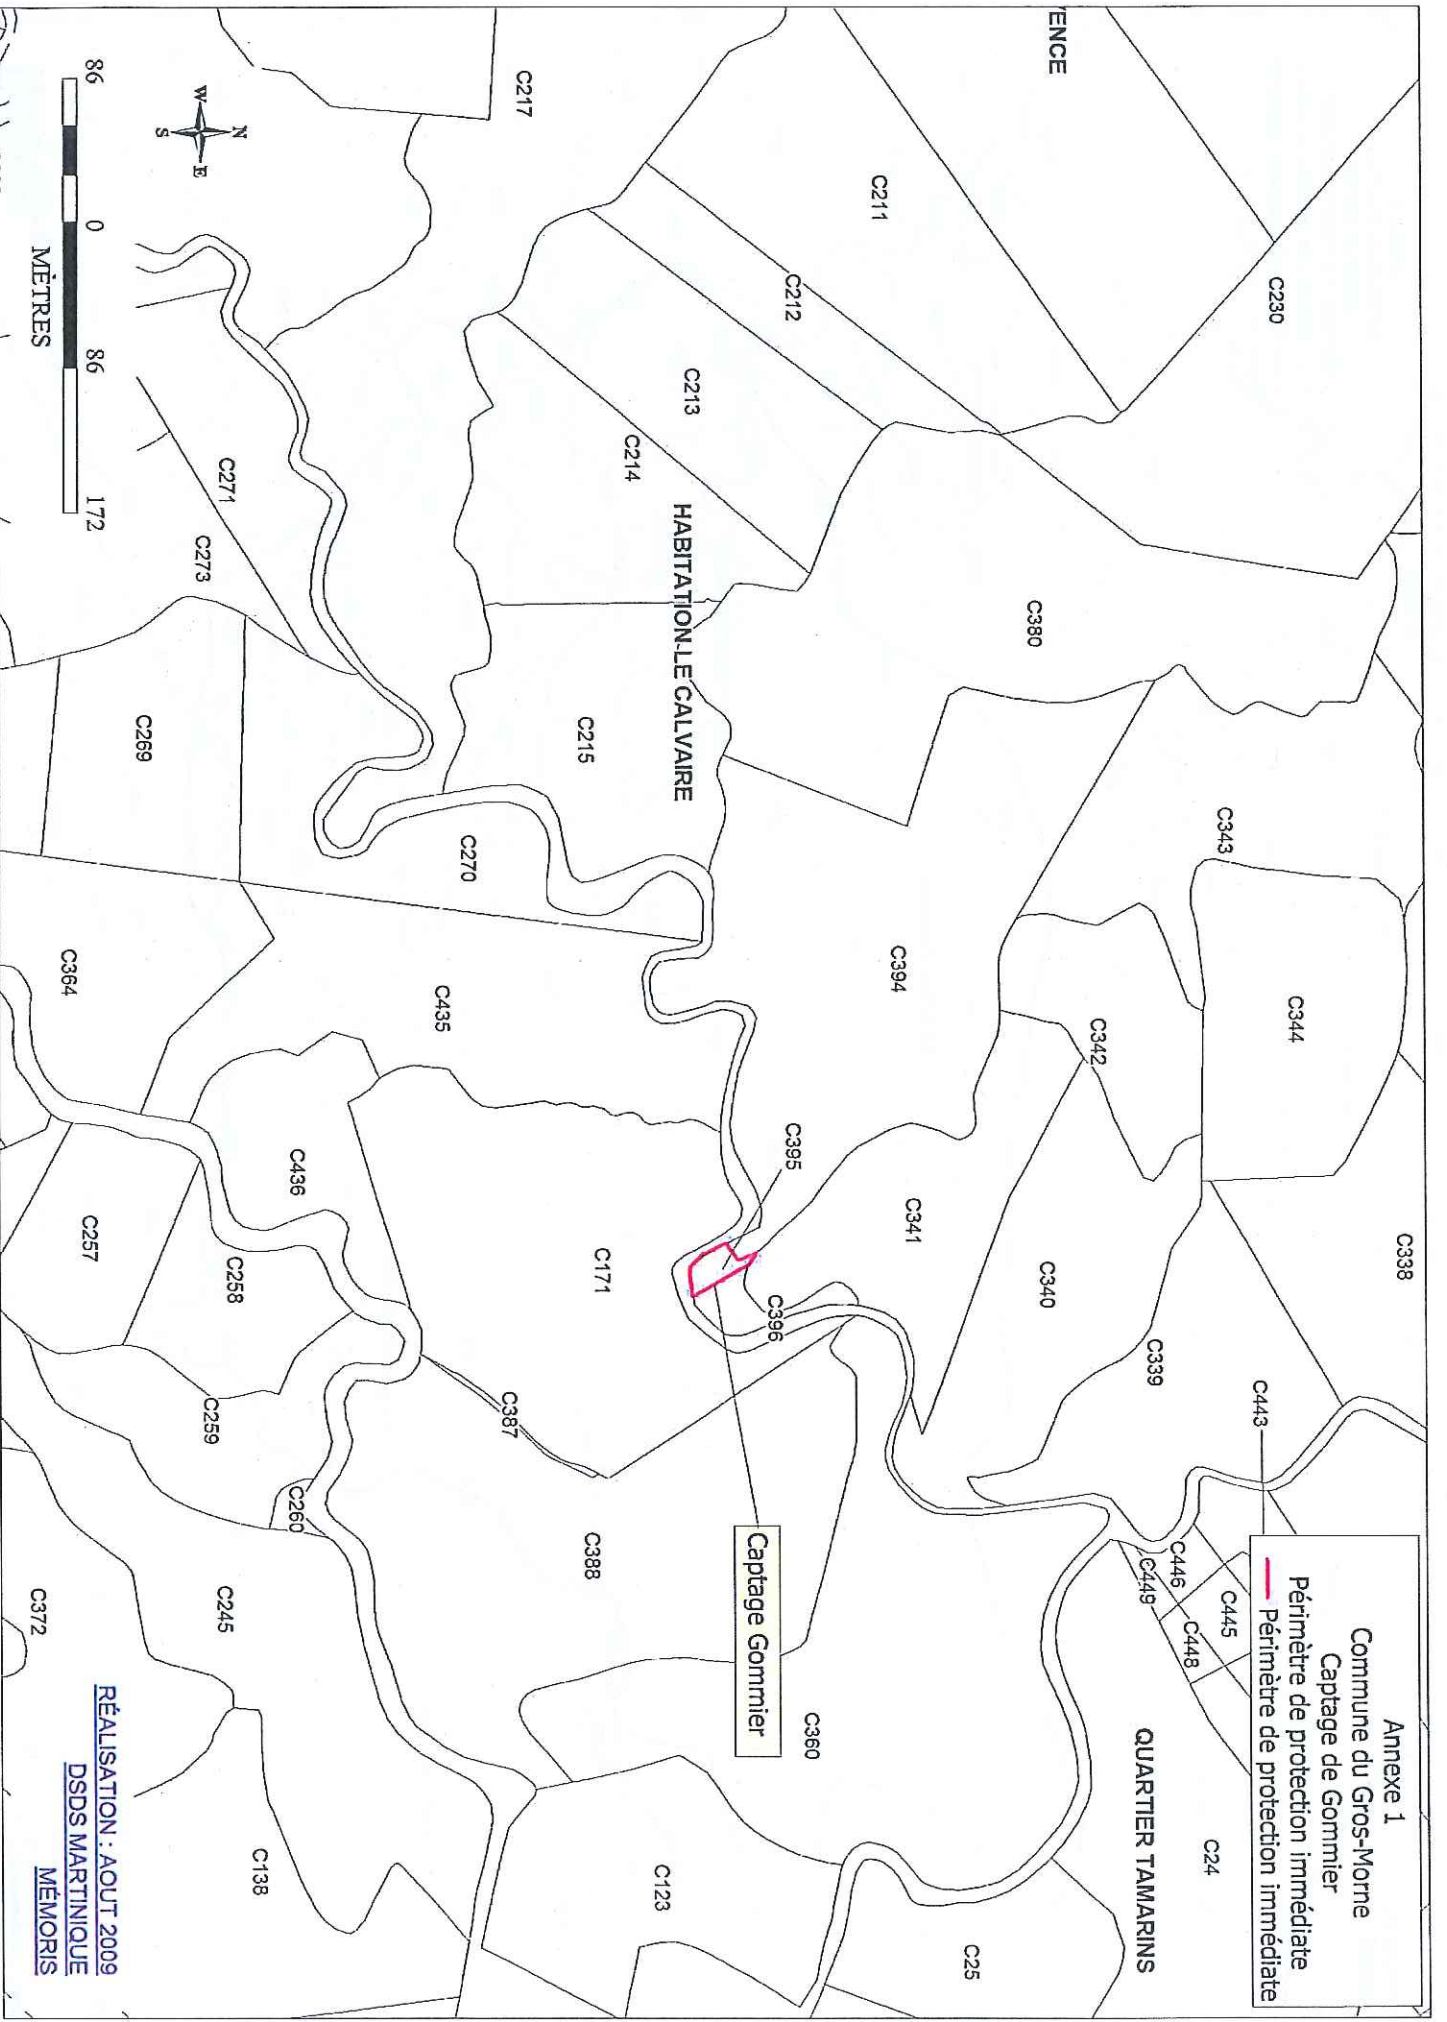 Annexe 1
Commune du Gros-Morne
Captage de Gommier
Périmètre de protection immédiate
Périmètre de protection immédiate
C338
C443
C445
C446
C448
C449
C24
QUARTIER TAMARINS
C230
C343
C344
C342
C339
C340
C341
C380
C394
C395
C396
C360
C25
Captage Gommier
C211
C212
C213
C214
HABITATION LE CALVAIRE
C215
C217
C171
C387
C388
C123
C270
C435
C436
C271
C273
C269
C364
C257
C258
C259
C260
C245
C138
C372
N
W
E
S
86
0
86
172
MÈTRES
RÉALISATION : AOUT 2009
DSDS MARTINIQUE
MÉMORIS